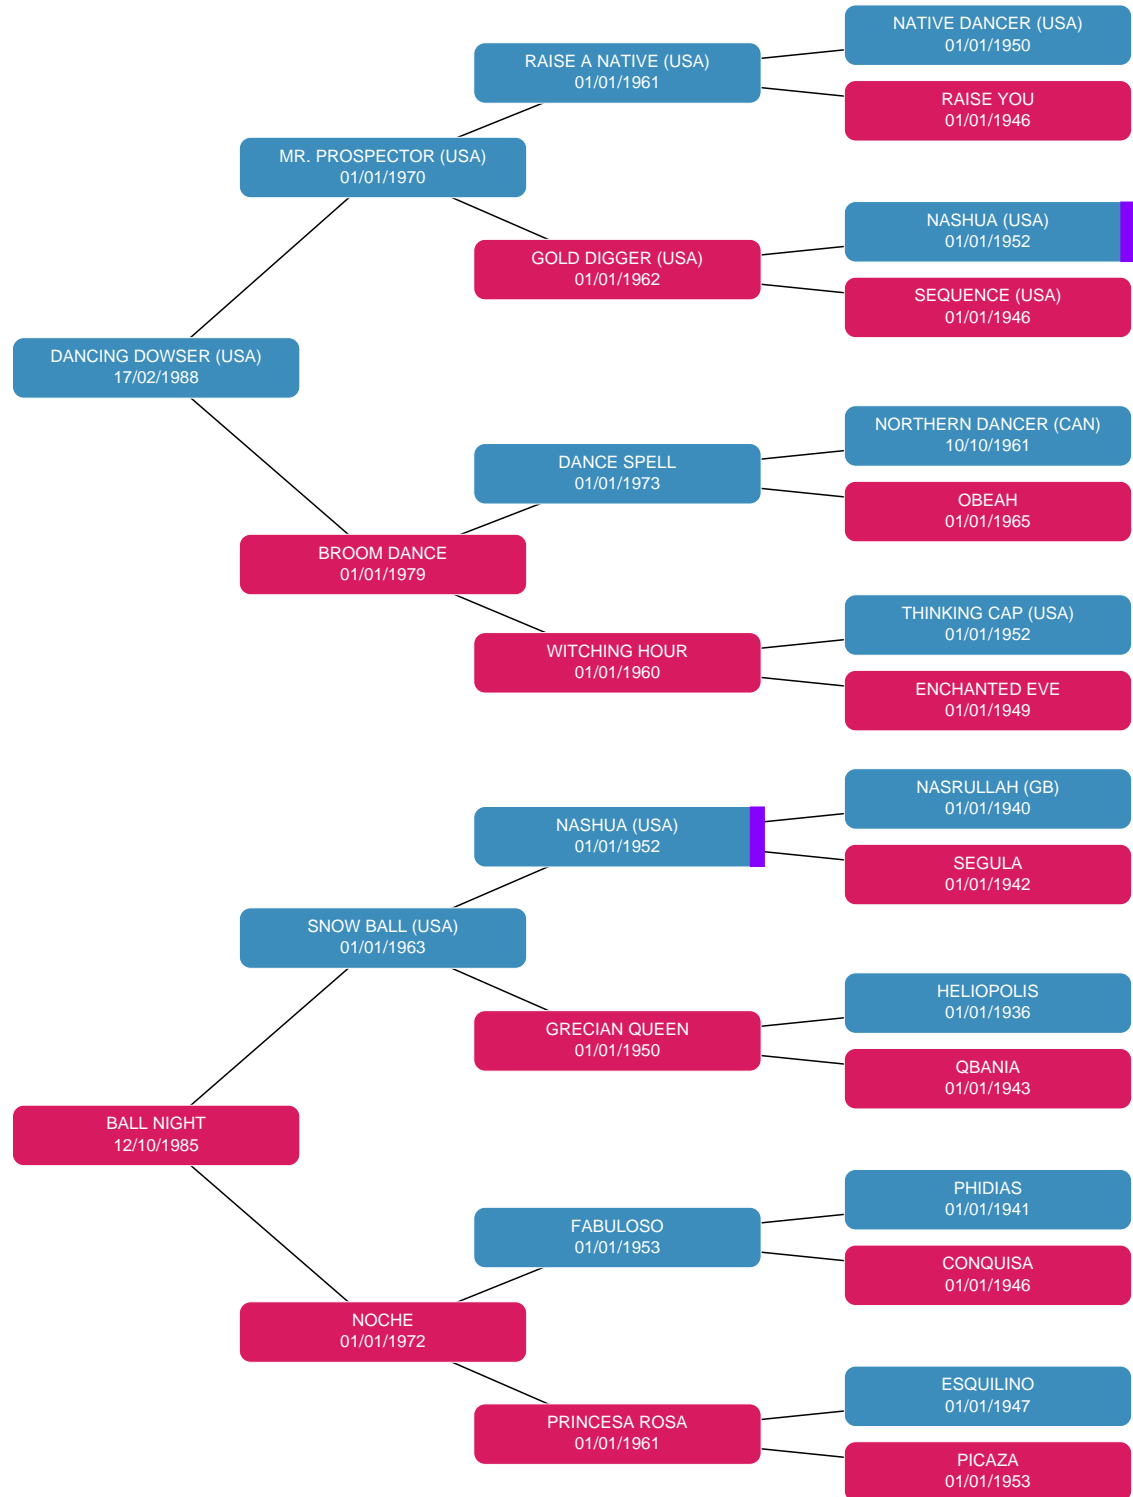 NATIVE DANCER (USA)
01/01/1950
RAISE A NATIVE (USA)
01/01/1961
RAISE YOU
01/01/1946
MR. PROSPECTOR (USA)
01/01/1970
NASHUA (USA)
01/01/1952
GOLD DIGGER (USA)
01/01/1962
SEQUENCE (USA)
01/01/1946
DANCING DOWSER (USA)
17/02/1988
NORTHERN DANCER (CAN)
10/10/1961
DANCE SPELL
01/01/1973
OBEAH
01/01/1965
BROOM DANCE
01/01/1979
THINKING CAP (USA)
01/01/1952
WITCHING HOUR
01/01/1960
ENCHANTED EVE
01/01/1949
NASRULLAH (GB)
01/01/1940
NASHUA (USA)
01/01/1952
SEGULA
01/01/1942
SNOW BALL (USA)
01/01/1963
HELIOPOLIS
01/01/1936
GRECIAN QUEEN
01/01/1950
QBANIA
01/01/1943
BALL NIGHT
12/10/1985
PHIDIAS
01/01/1941
FABULOSO
01/01/1953
CONQUISA
01/01/1946
NOCHE
01/01/1972
ESQUILINO
01/01/1947
PRINCESA ROSA
01/01/1961
PICAZA
01/01/1953